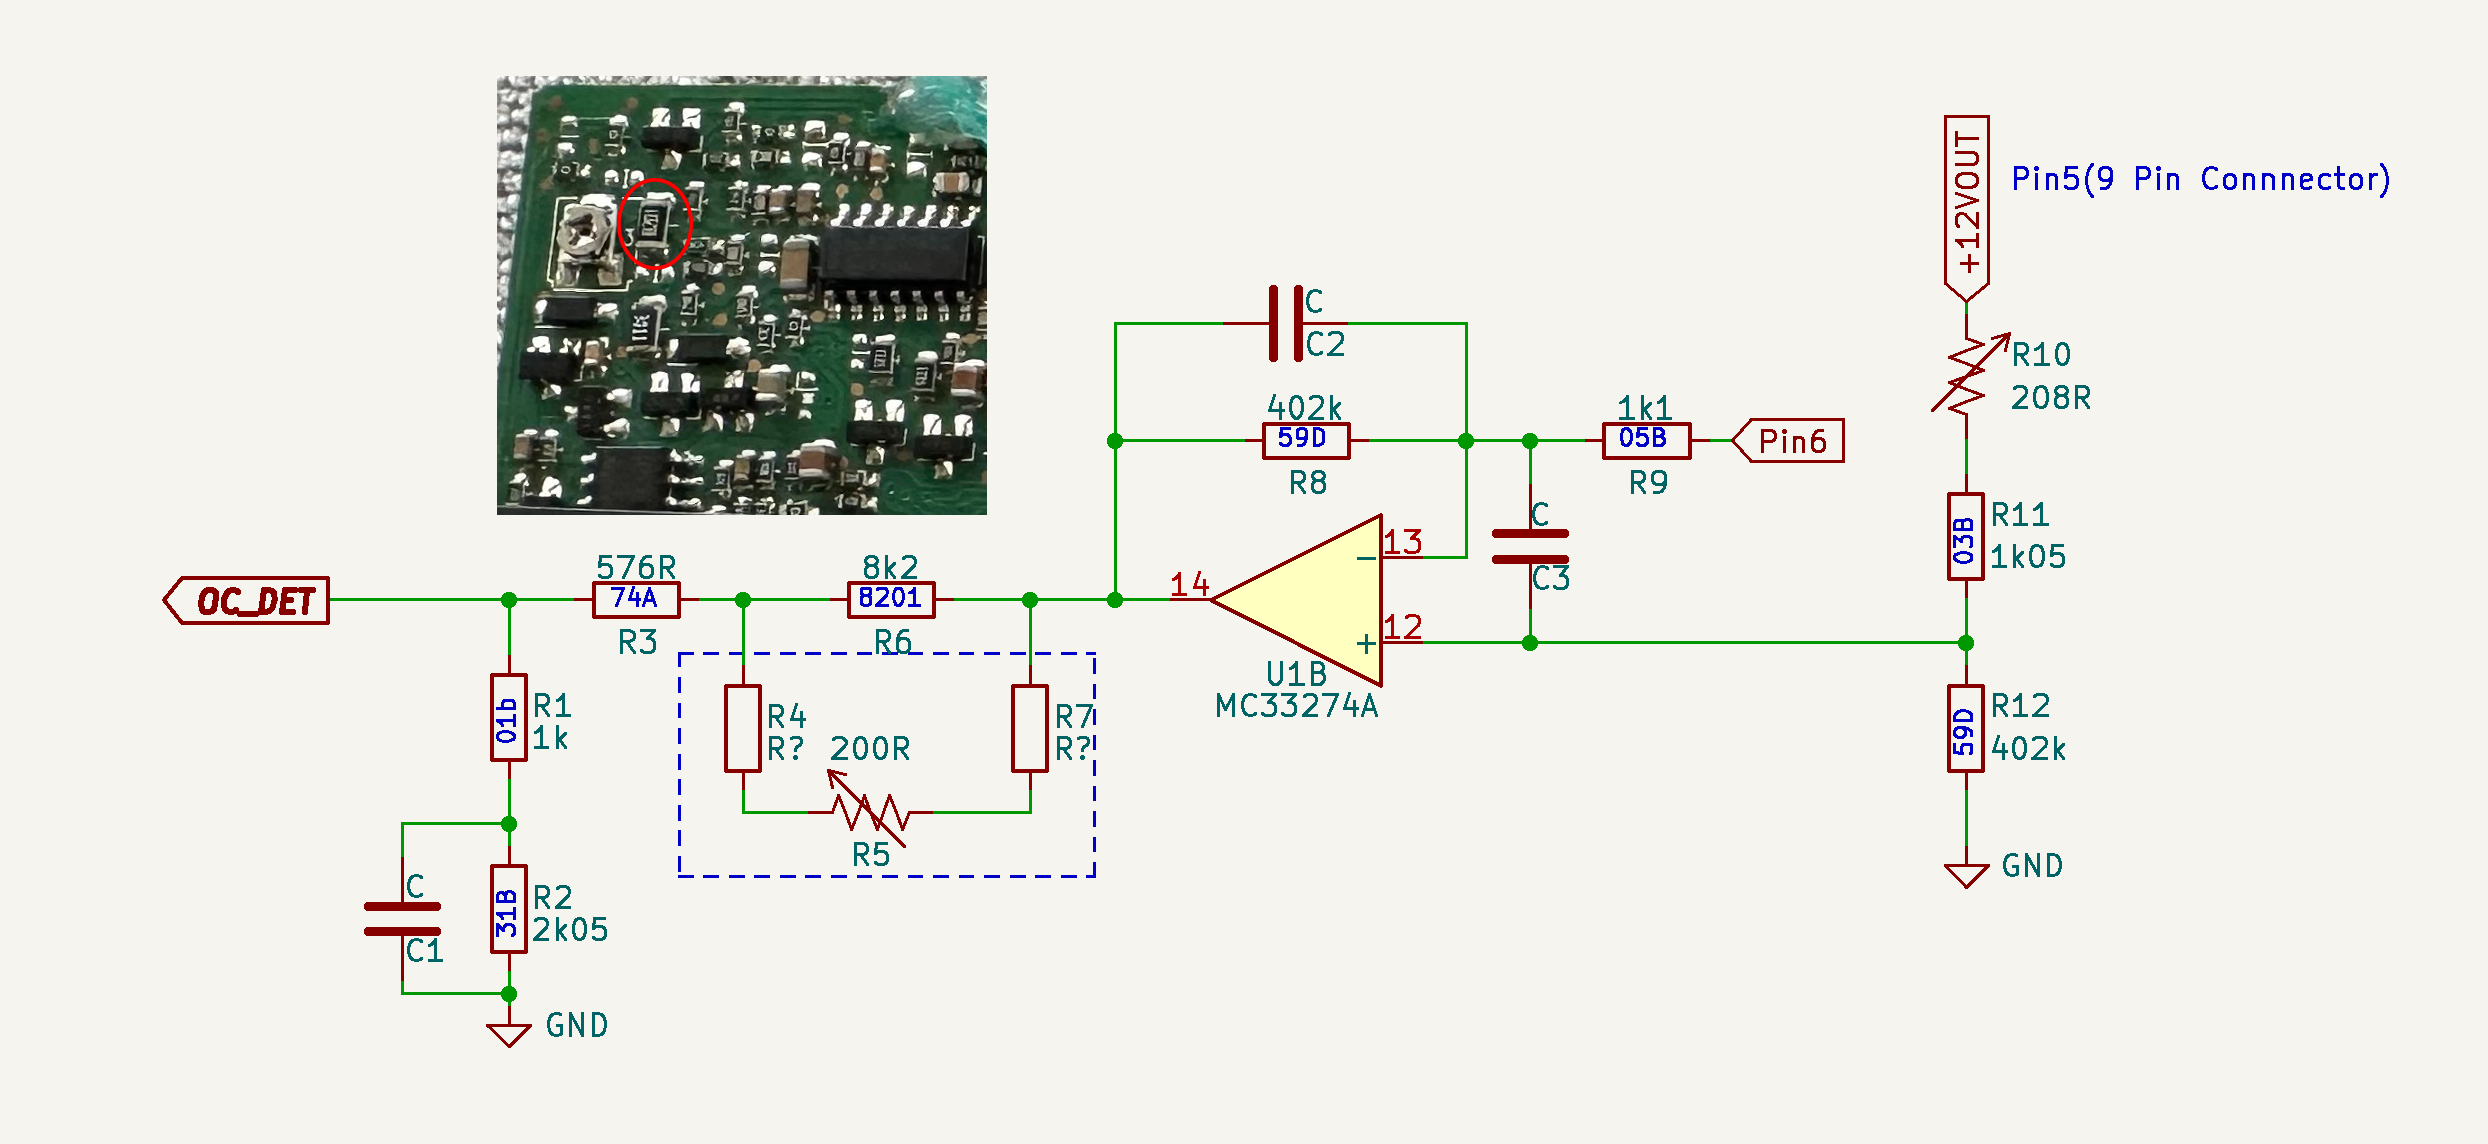 +12VOUT
Pin5(9 Pin Connnector)
C
C2
R10
208R
402k
59D
R8
1k1
05B
R9
Pin6
13
C
C3
R11
1k05
03B
OC_DET
576R
74A
R3
8k2
8201
R6
14
12
-
+
U1B
MC33274A
R1
1k
01b
R4
R?
200R
R5
R7
R?
R12
402k
59D
GND
C
C1
R2
2k05
31B
GND